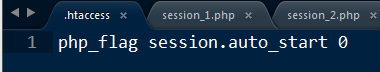 .htaccess session_1.php session_2.php
1 php_flag session.auto_start 0